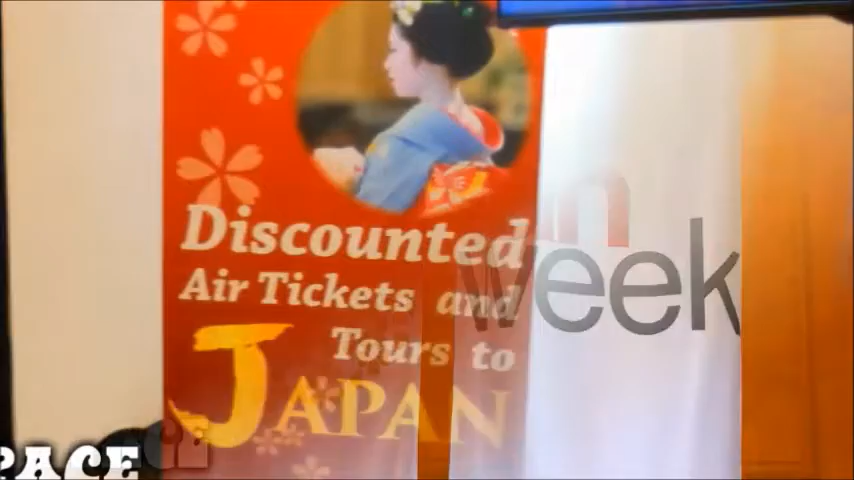 Discounted
Air Tickets and
Tours to
JAPAN
week
PACE